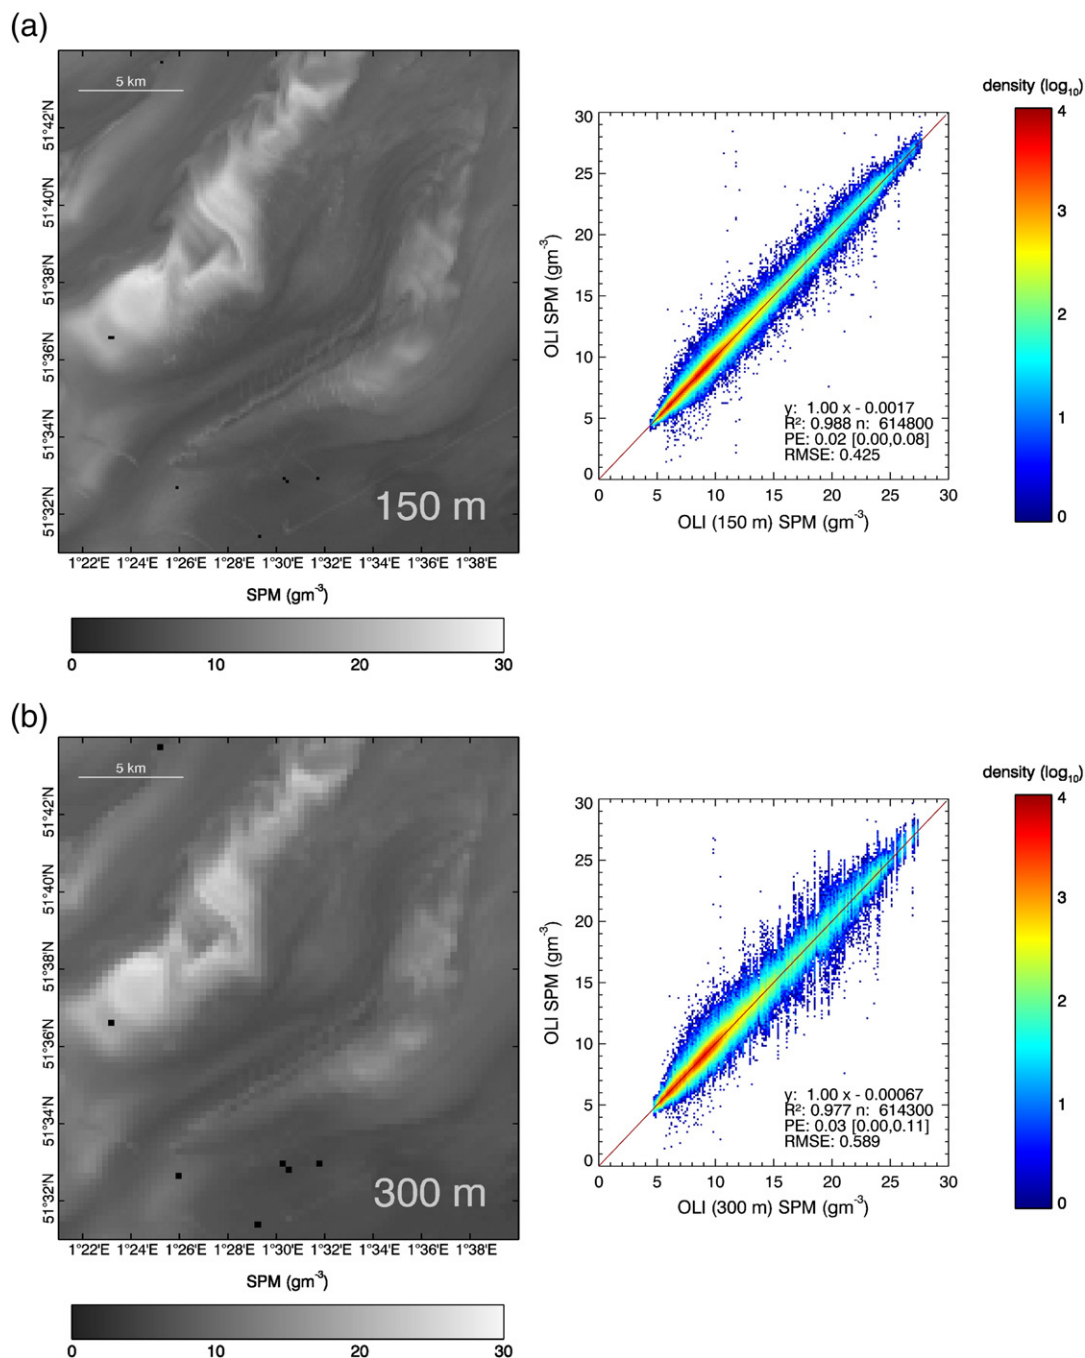 (a)
5 km
51°42'N
51°40'N
51°38'N
51°36'N
51°34'N
51°32'N
150 m
1°22'E 1°24'E 1°26'E 1°28'E 1°30'E 1°32'E 1°34'E 1°36'E 1°38'E
SPM (gm⁻³)
0 10 20 30
density (log₁₀)
4
3
2
1
0
30
25
20
15
10
5
0
OLI SPM (gm⁻³)
y: 1.00 x - 0.0017
R²: 0.988 n: 614800
PE: 0.02 [0.00,0.08]
RMSE: 0.425
0 5 10 15 20 25 30
OLI (150 m) SPM (gm⁻³)
(b)
5 km
51°42'N
51°40'N
51°38'N
51°36'N
51°34'N
51°32'N
300 m
1°22'E 1°24'E 1°26'E 1°28'E 1°30'E 1°32'E 1°34'E 1°36'E 1°38'E
SPM (gm⁻³)
0 10 20 30
density (log₁₀)
4
3
2
1
0
30
25
20
15
10
5
0
OLI SPM (gm⁻³)
y: 1.00 x - 0.00067
R²: 0.977 n: 614300
PE: 0.03 [0.00,0.11]
RMSE: 0.589
0 5 10 15 20 25 30
OLI (300 m) SPM (gm⁻³)